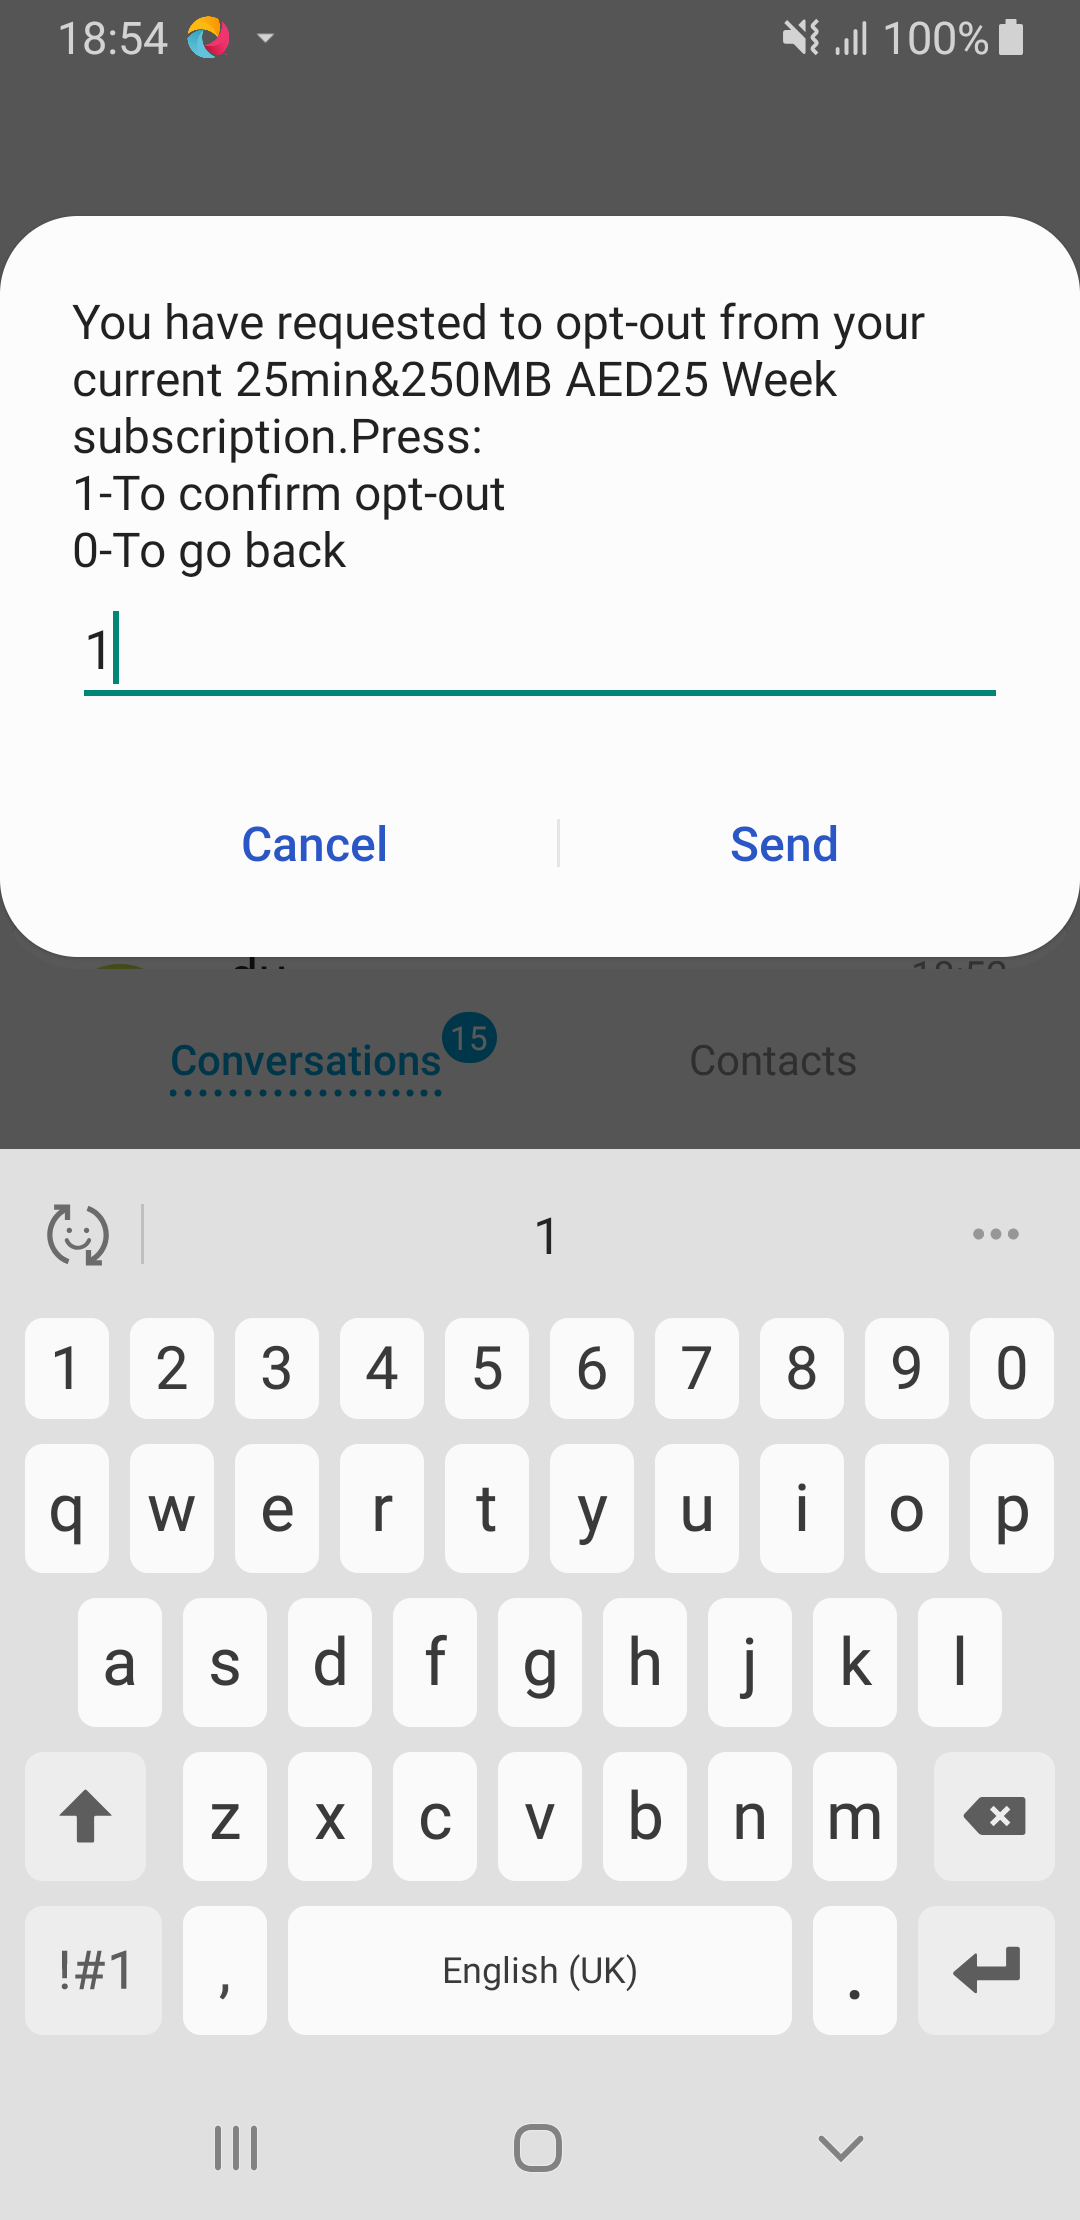 18:54 100%
You have requested to opt-out from your
current 25min&250MB AED25 Week
subscription.Press:
1-To confirm opt-out
0-To go back
1
Cancel Send
Conversations 15 Contacts
1
1 2 3 4 5 6 7 8 9 0
q w e r t y u i o p
a s d f g h j k l
z x c v b n m
!#1 , English (UK) .